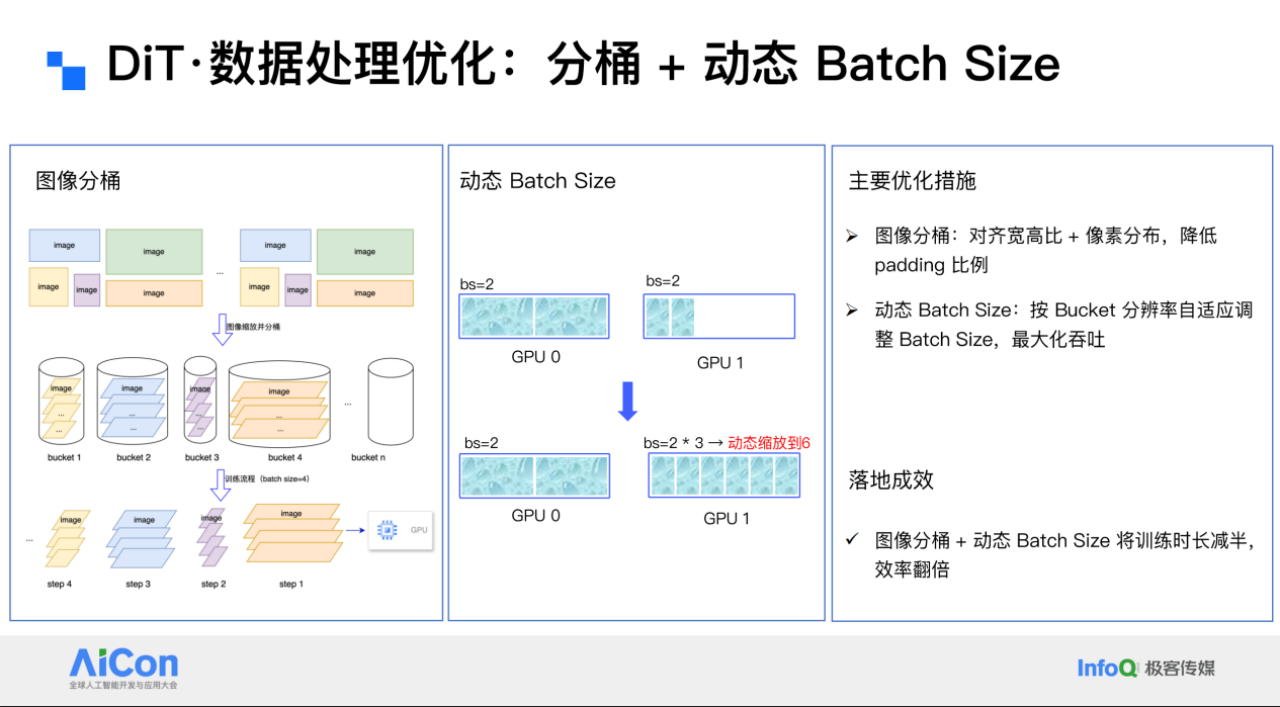 DiT·数据处理优化：分桶 + 动态 Batch Size
图像分桶
image
image
image
image
image
...
image
image
image
image
image
图像缩放并分桶
image
...
...
image
...
...
image
...
...
image
...
...
...
bucket 1
bucket 2
bucket 3
bucket 4
bucket n
训练流程（batch size=4）
...
image
image
image
image
GPU
step 4
step 3
step 2
step 1
动态 Batch Size
bs=2
bs=2
GPU 0
GPU 1
bs=2
bs=2 * 3 → 动态缩放到6
GPU 0
GPU 1
主要优化措施
➢ 图像分桶：对齐宽高比 + 像素分布，降低
padding 比例
➢ 动态 Batch Size：按 Bucket 分辨率自适应调
整 Batch Size，最大化吞吐
落地成效
✓ 图像分桶 + 动态 Batch Size 将训练时长减半，
效率翻倍
AiCon
全球人工智能开发与应用大会
InfoQ 极客传媒